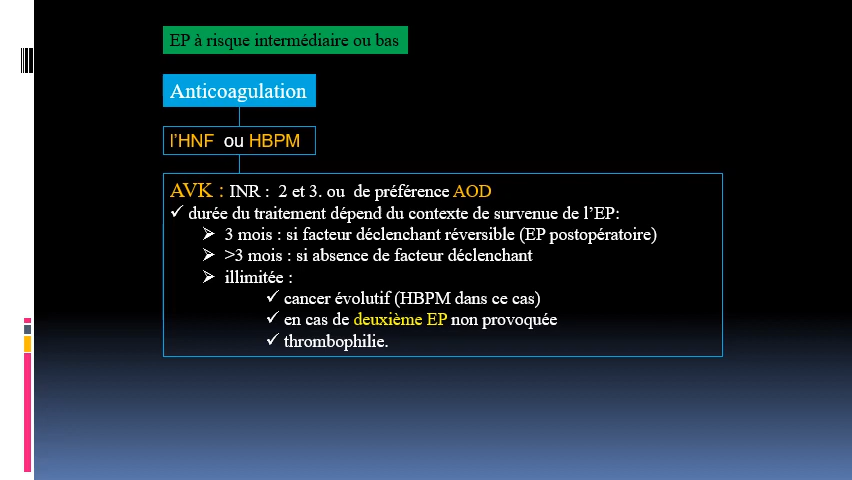 EP à risque intermédiaire ou bas
Anticoagulation
l’HNF ou HBPM
AVK : INR : 2 et 3. ou de préférence AOD
✓ durée du traitement dépend du contexte de survenue de l’EP:
➢ 3 mois : si facteur déclenchant réversible (EP postopératoire)
➢ >3 mois : si absence de facteur déclenchant
➢ illimitée :
✓ cancer évolutif (HBPM dans ce cas)
✓ en cas de deuxième EP non provoquée
✓ thrombophilie.